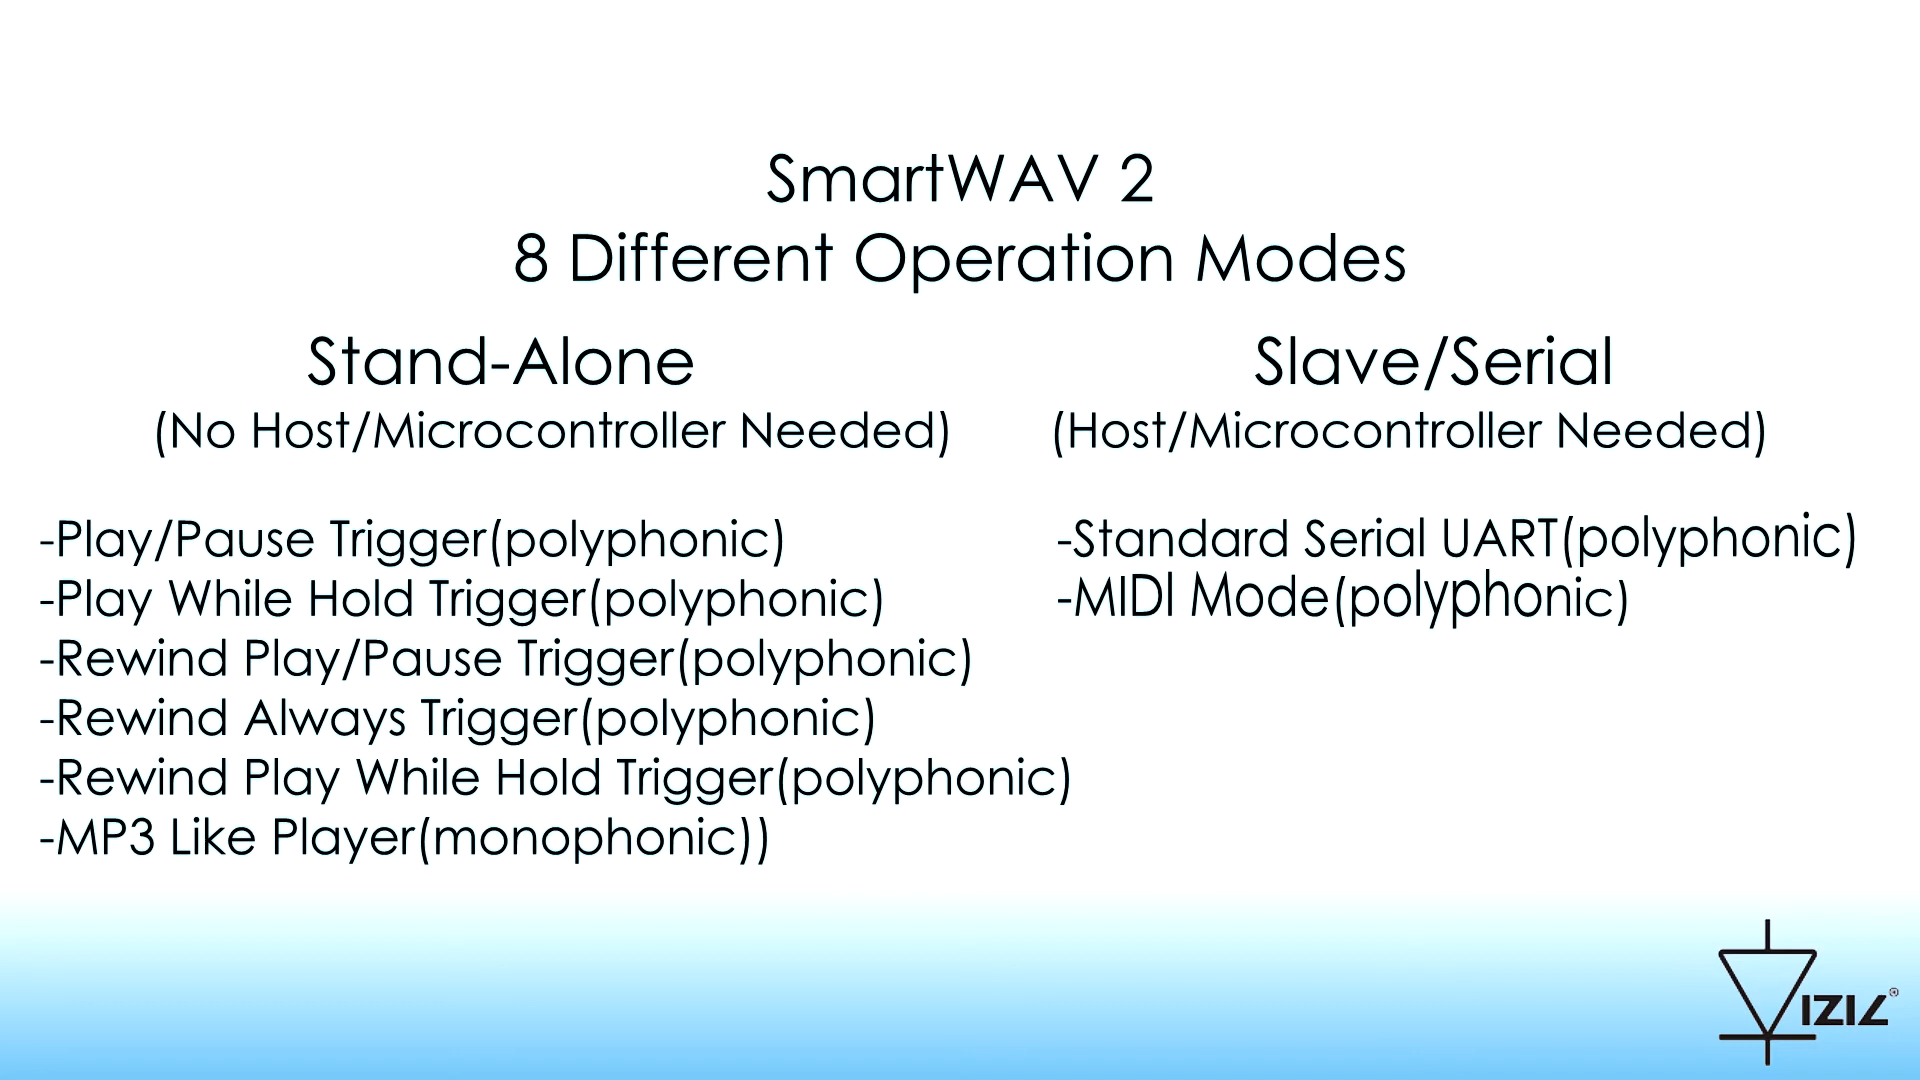 SmartWAV 2
8 Different Operation Modes
Stand-Alone
(No Host/Microcontroller Needed)
-Play/Pause Trigger(polyphonic)
-Play While Hold Trigger(polyphonic)
-Rewind Play/Pause Trigger(polyphonic)
-Rewind Always Trigger(polyphonic)
-Rewind Play While Hold Trigger(polyphonic)
-MP3 Like Player(monophonic))
Slave/Serial
(Host/Microcontroller Needed)
-Standard Serial UART(polyphonic)
-MIDI Mode(polyphonic)
VIZIC®